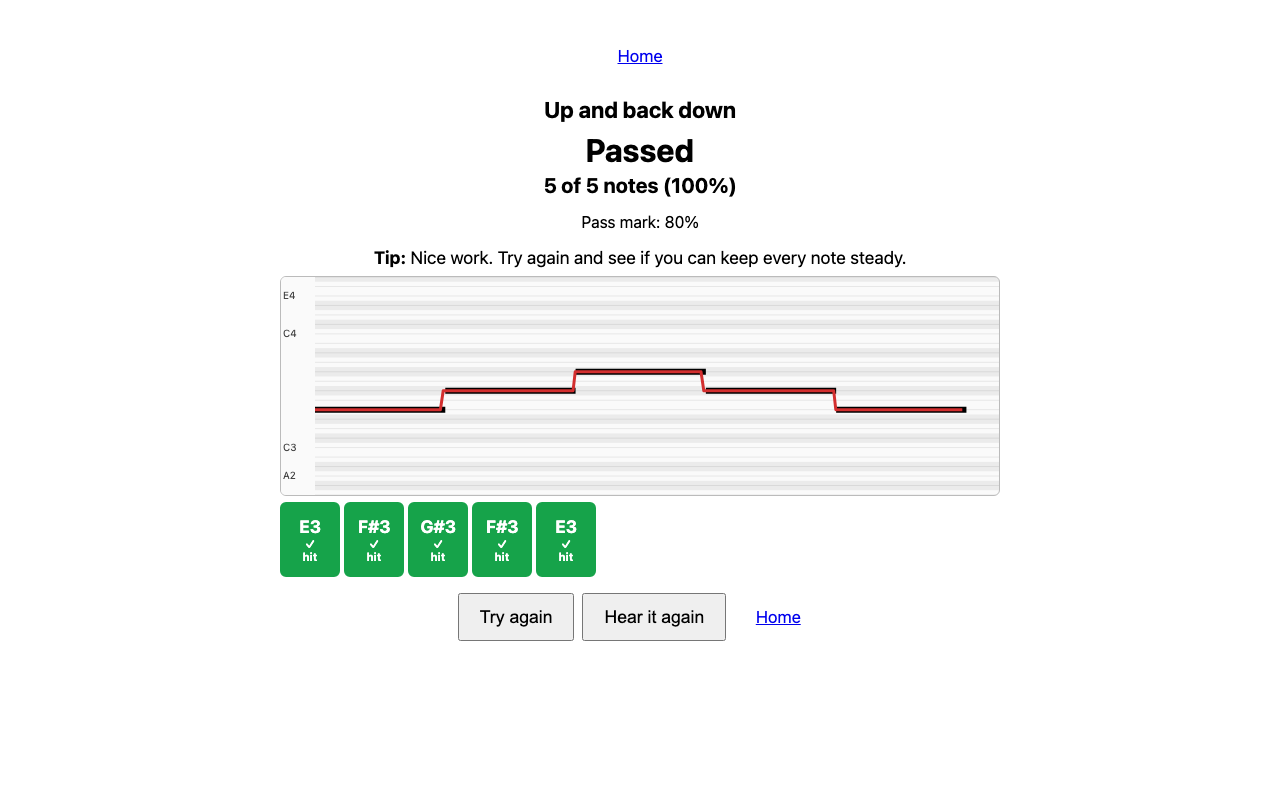 Home
Up and back down
Passed
5 of 5 notes (100%)
Pass mark: 80%
Tip: Nice work. Try again and see if you can keep every note steady.
E4
C4
C3
A2
E3 F#3 G#3 F#3 E3
✓ ✓ ✓ ✓ ✓
hit hit hit hit hit
Try again Hear it again Home